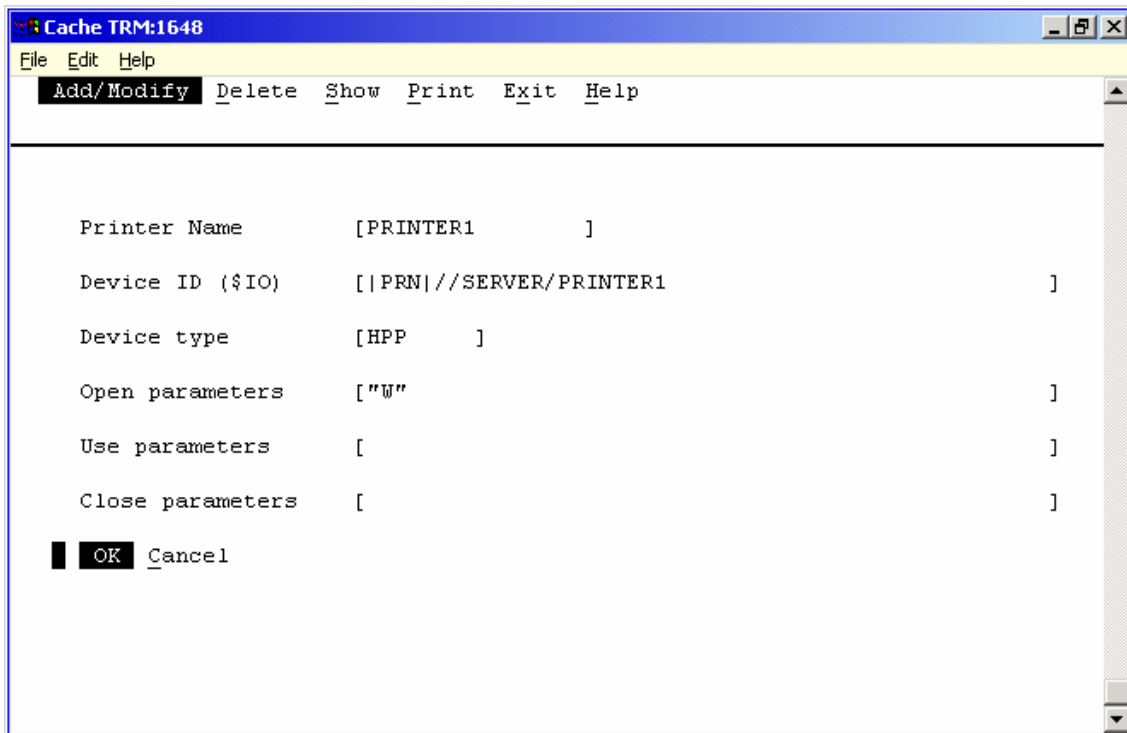 Cache TRM:1648
File Edit Help
Add/Modify Delete Show Print Exit Help
Printer Name [PRINTER1 ]
Device ID ($IO) [|PRN|//SERVER/PRINTER1 ]
Device type [HPP ]
Open parameters ["W" ]
Use parameters [ ]
Close parameters [ ]
OK Cancel